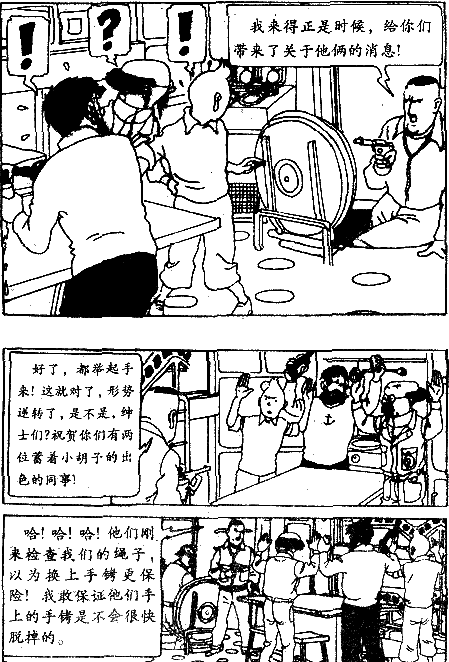 !
?
!
我来得正是时候，给你们
带来了关于他俩的消息！
好了，都举起手
来！这就对了，形势
逆转了，是不是，绅
士们？祝贺你们有两
位蓄着小胡子的出
色的同事！
哈！哈！哈！他们刚
来检查我们的绳子，
以为换上手铐更保
险！我敢保证他们手
上的手铐是不会很快
脱掉的。